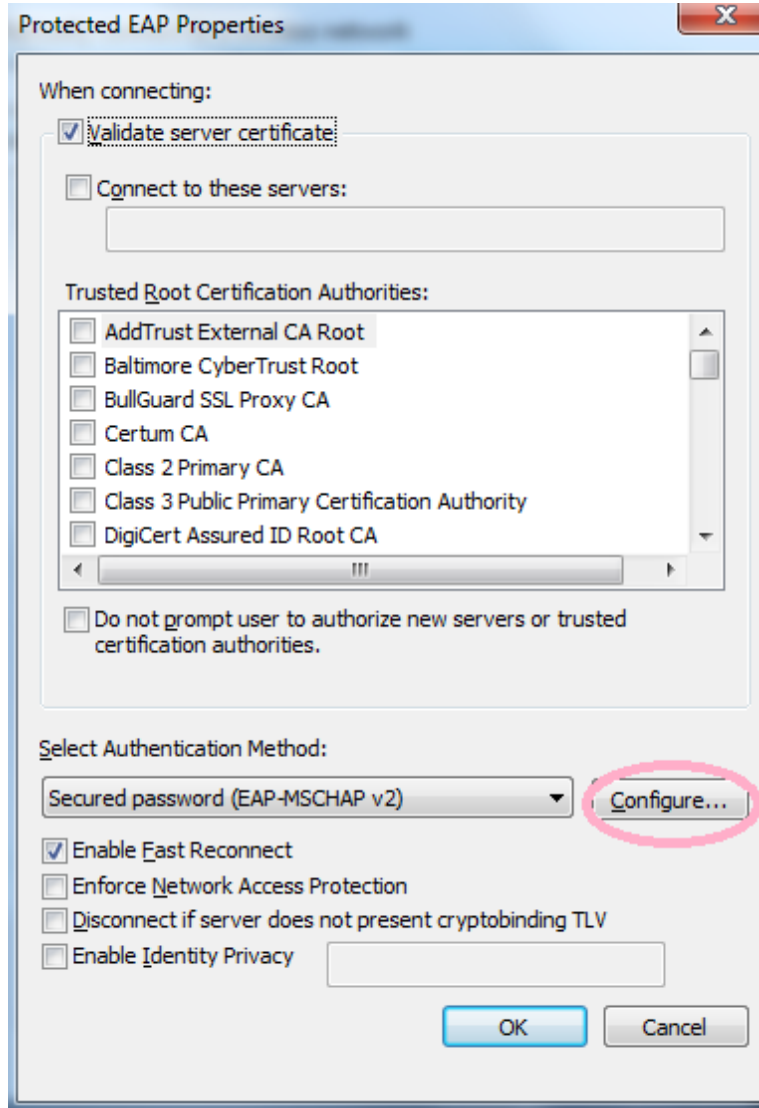 Protected EAP Properties
When connecting:
Validate server certificate
Connect to these servers:
Trusted Root Certification Authorities:
AddTrust External CA Root
Baltimore CyberTrust Root
BullGuard SSL Proxy CA
Certum CA
Class 2 Primary CA
Class 3 Public Primary Certification Authority
DigiCert Assured ID Root CA
Do not prompt user to authorize new servers or trusted
certification authorities.
Select Authentication Method:
Secured password (EAP-MSCHAP v2) Configure...
Enable Fast Reconnect
Enforce Network Access Protection
Disconnect if server does not present cryptobinding TLV
Enable Identity Privacy
OK Cancel